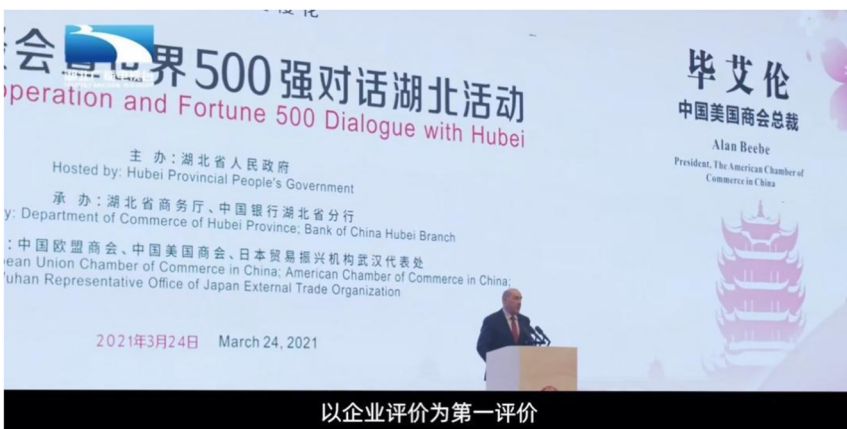 会暨世界500强对话湖北活动
operation and Fortune 500 Dialogue with Hubei
主 办：湖北省人民政府
Hosted by: Hubei Provincial People's Government
承 办：湖北省商务厅、中国银行湖北省分行
y: Department of Commerce of Hubei Province; Bank of China Hubei Branch
：中国欧盟商会、中国美国商会、日本贸易振兴机构武汉代表处
ean Union Chamber of Commerce in China; American Chamber of Commerce in China;
Wuhan Representative Office of Japan External Trade Organization
2021年3月24日 March 24, 2021
毕艾伦
中国美国商会总裁
Alan Beebe
President, The American Chamber of
Commerce in China
以企业评价为第一评价